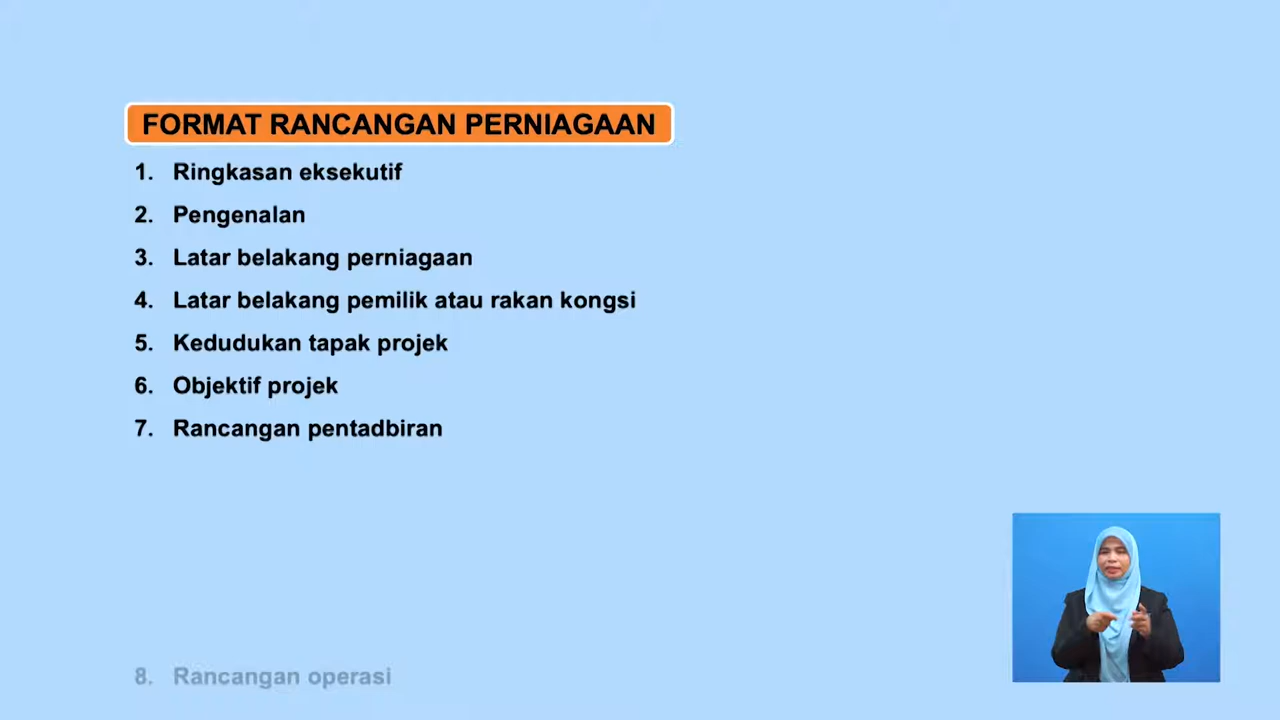 FORMAT RANCANGAN PERNIAGAAN
1. Ringkasan eksekutif
2. Pengenalan
3. Latar belakang perniagaan
4. Latar belakang pemilik atau rakan kongsi
5. Kedudukan tapak projek
6. Objektif projek
7. Rancangan pentadbiran
8. Rancangan operasi